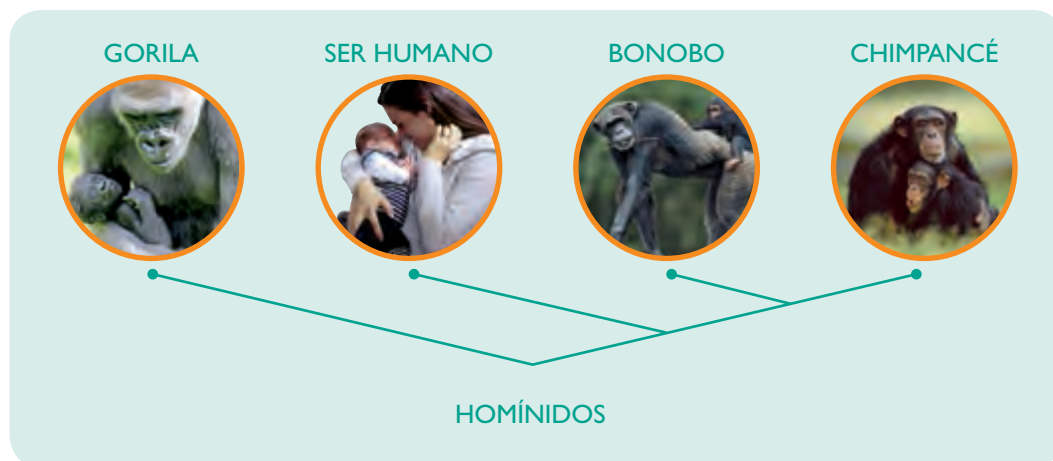 GORILA
SER HUMANO
BONOBO
CHIMPANCÉ
HOMÍNIDOS